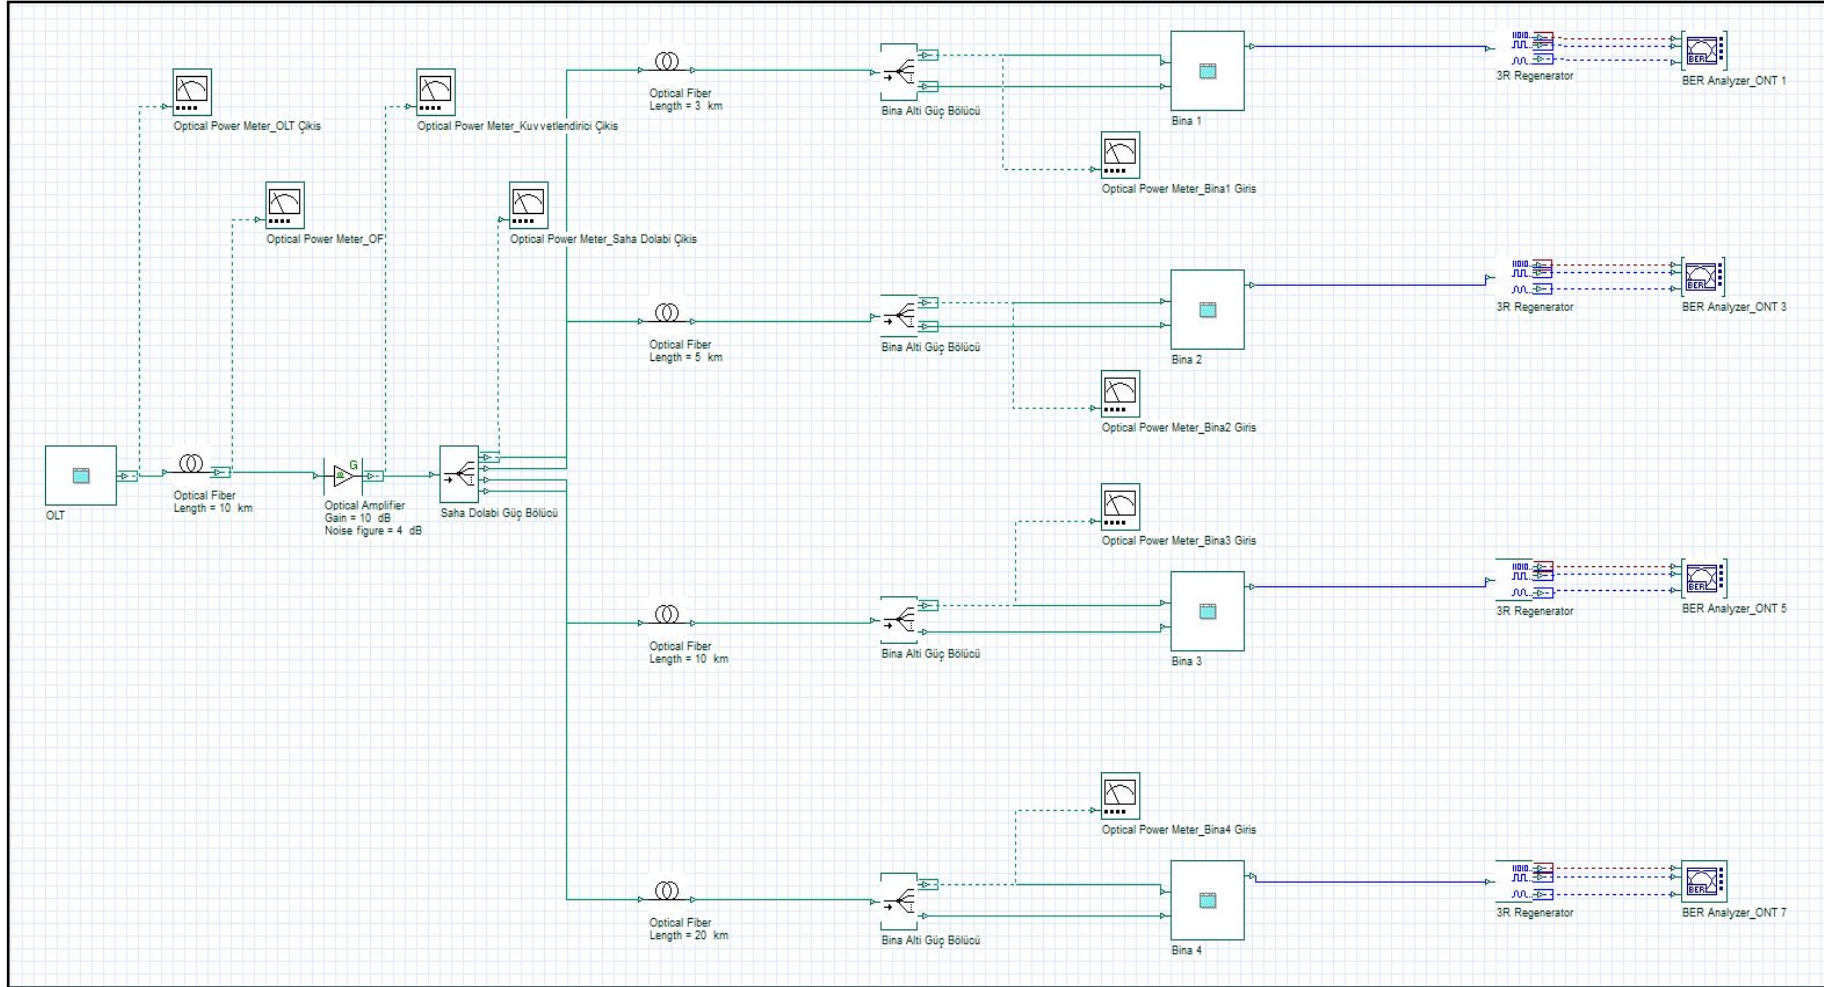 Optical Fiber
Length = 3 km
Bina Alti Güç Bölücü
Bina 1
3R Regenerator
BER
BER Analyzer_ONT 1
Optical Power Meter_OLT Çikis
Optical Power Meter_Kuvvetlendirici Çikis
Optical Power Meter_Bina1 Giris
Optical Power Meter_OF
Optical Power Meter_Saha Dolabi Çikis
Optical Fiber
Length = 5 km
Bina Alti Güç Bölücü
Bina 2
3R Regenerator
BER
BER Analyzer_ONT 3
Optical Power Meter_Bina2 Giris
OLT
Optical Fiber
Length = 10 km
G
Optical Amplifier
Gain = 10 dB
Noise figure = 4 dB
Saha Dolabi Güç Bölücü
Optical Power Meter_Bina3 Giris
Optical Fiber
Length = 10 km
Bina Alti Güç Bölücü
Bina 3
3R Regenerator
BER
BER Analyzer_ONT 5
Optical Power Meter_Bina4 Giris
Optical Fiber
Length = 20 km
Bina Alti Güç Bölücü
Bina 4
3R Regenerator
BER
BER Analyzer_ONT 7